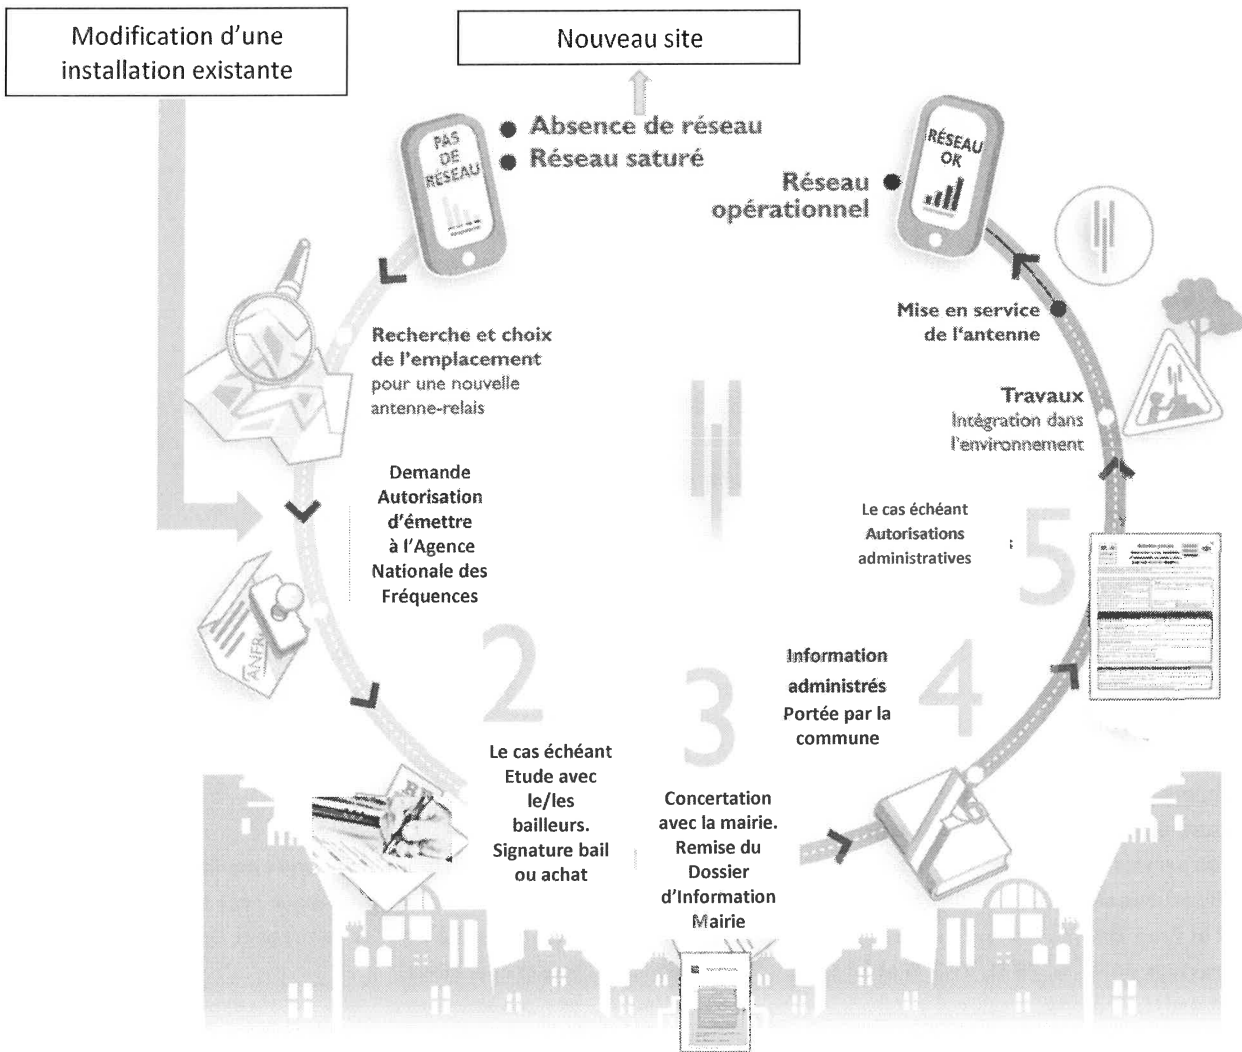 Modification d'une
installation existante
Nouveau site
PAS
DE
RÉSEAU
Absence de réseau
Réseau saturé
RÉSEAU
OK
Réseau
opérationnel
Recherche et choix
de l'emplacement
pour une nouvelle
antenne-relais
Mise en service
de l'antenne
Travaux
Intégration dans
l'environnement
Demande
Autorisation
d'émettre
à l'Agence
Nationale des
Fréquences
ANFR
2
Le cas échéant
Etude avec
le/les
bailleurs.
Signature bail
ou achat
3
Concertation
avec la mairie.
Remise du
Dossier
d'Information
Mairie
4
Information
administrés
Portée par la
commune
5
Le cas échéant
Autorisations
administratives :